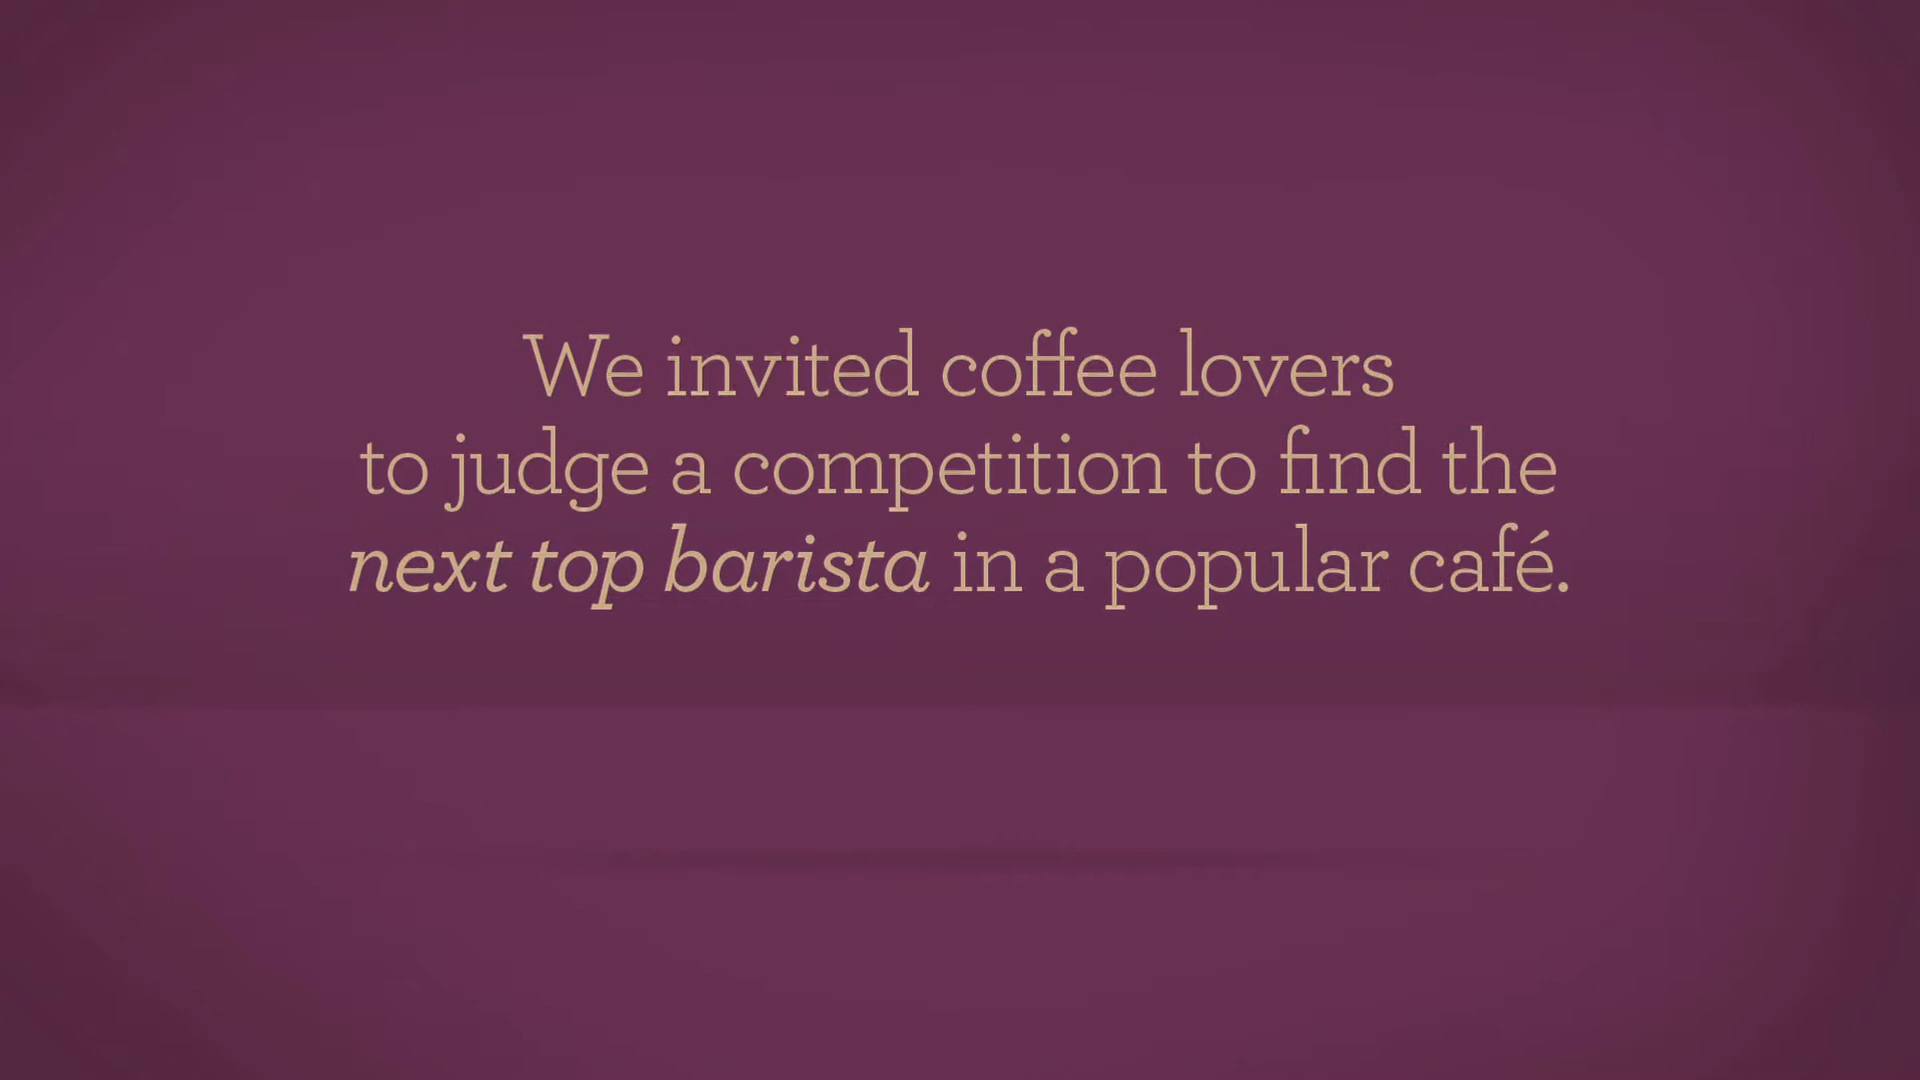 We invited coffee lovers
to judge a competition to find the
next top barista in a popular café.